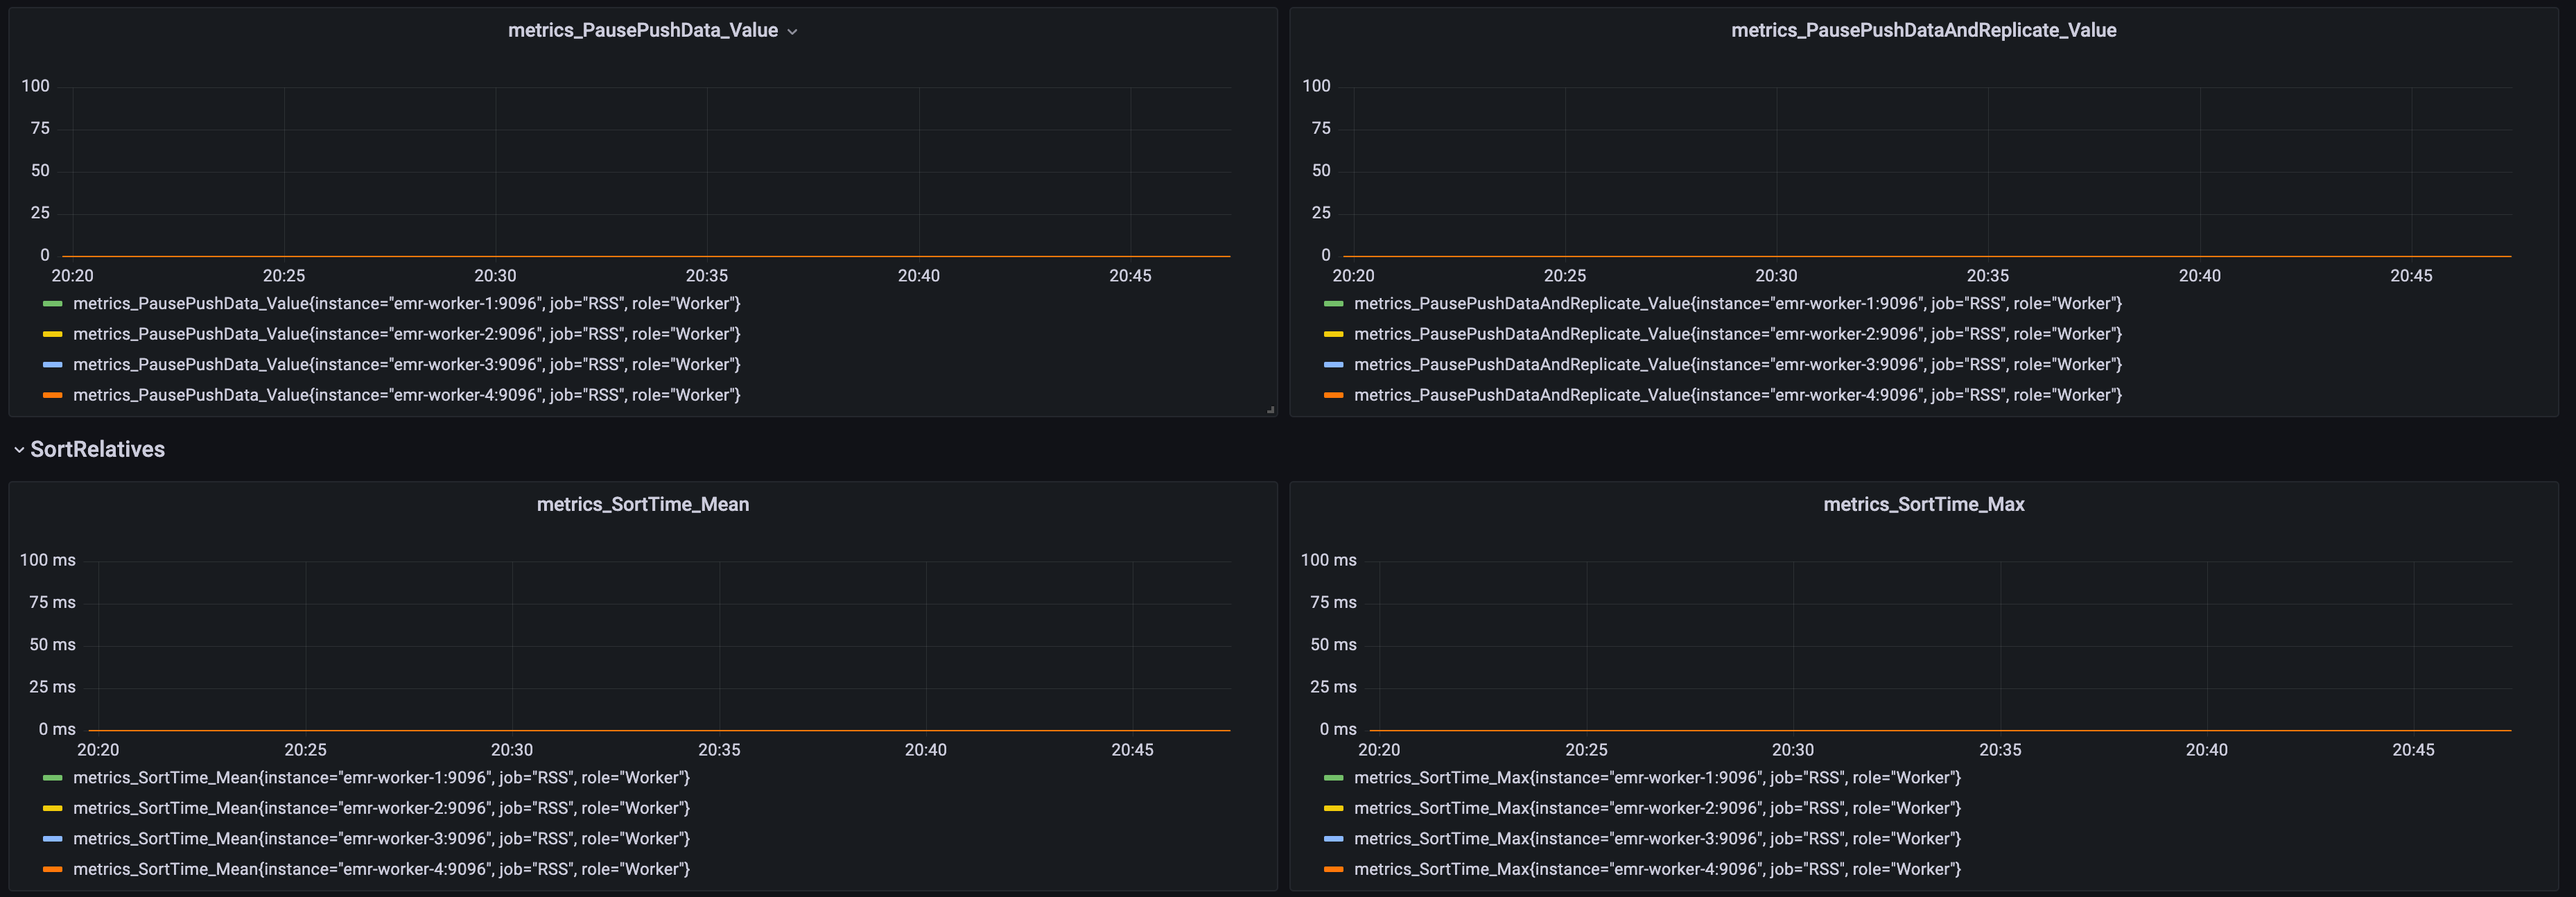 metrics_PausePushData_Value
100
75
50
25
0
20:20 20:25 20:30 20:35 20:40 20:45
metrics_PausePushData_Value{instance="emr-worker-1:9096", job="RSS", role="Worker"}
metrics_PausePushData_Value{instance="emr-worker-2:9096", job="RSS", role="Worker"}
metrics_PausePushData_Value{instance="emr-worker-3:9096", job="RSS", role="Worker"}
metrics_PausePushData_Value{instance="emr-worker-4:9096", job="RSS", role="Worker"}
metrics_PausePushDataAndReplicate_Value
100
75
50
25
0
20:20 20:25 20:30 20:35 20:40 20:45
metrics_PausePushDataAndReplicate_Value{instance="emr-worker-1:9096", job="RSS", role="Worker"}
metrics_PausePushDataAndReplicate_Value{instance="emr-worker-2:9096", job="RSS", role="Worker"}
metrics_PausePushDataAndReplicate_Value{instance="emr-worker-3:9096", job="RSS", role="Worker"}
metrics_PausePushDataAndReplicate_Value{instance="emr-worker-4:9096", job="RSS", role="Worker"}
SortRelatives
metrics_SortTime_Mean
100 ms
75 ms
50 ms
25 ms
0 ms
20:20 20:25 20:30 20:35 20:40 20:45
metrics_SortTime_Mean{instance="emr-worker-1:9096", job="RSS", role="Worker"}
metrics_SortTime_Mean{instance="emr-worker-2:9096", job="RSS", role="Worker"}
metrics_SortTime_Mean{instance="emr-worker-3:9096", job="RSS", role="Worker"}
metrics_SortTime_Mean{instance="emr-worker-4:9096", job="RSS", role="Worker"}
metrics_SortTime_Max
100 ms
75 ms
50 ms
25 ms
0 ms
20:20 20:25 20:30 20:35 20:40 20:45
metrics_SortTime_Max{instance="emr-worker-1:9096", job="RSS", role="Worker"}
metrics_SortTime_Max{instance="emr-worker-2:9096", job="RSS", role="Worker"}
metrics_SortTime_Max{instance="emr-worker-3:9096", job="RSS", role="Worker"}
metrics_SortTime_Max{instance="emr-worker-4:9096", job="RSS", role="Worker"}